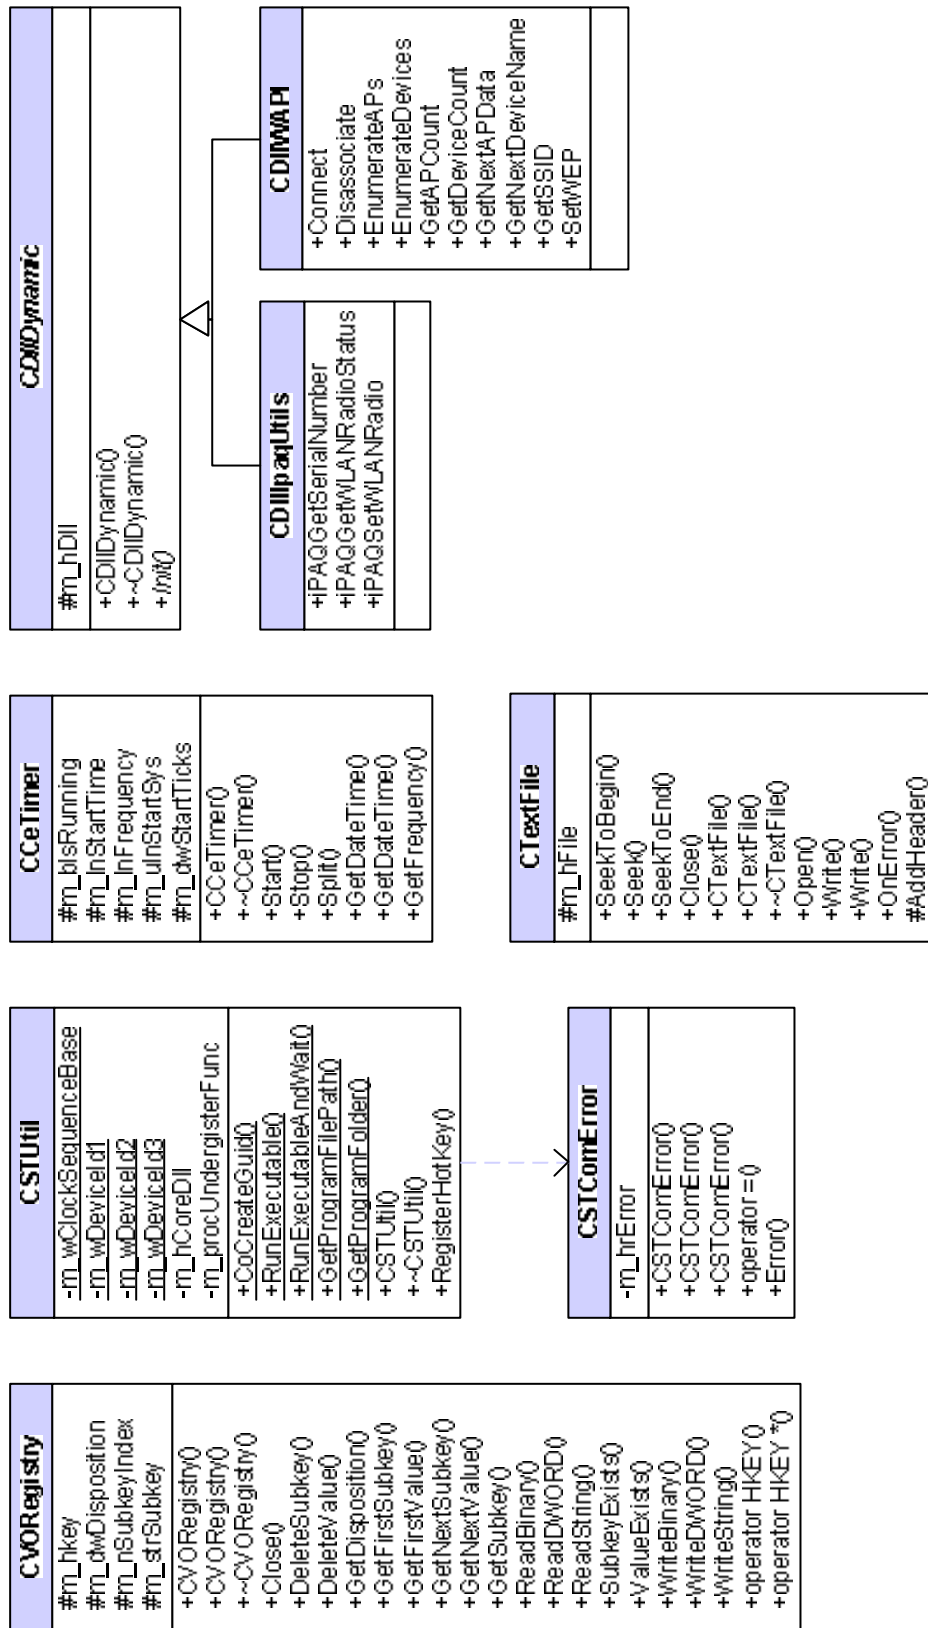 CVORegistry
#m_hkey
#m_dwDisposition
#m_nSubkeyIndex
#m_strSubkey
+CVORegistry()
+CVORegistry()
+~CVORegistry()
+Close()
+DeleteSubkey()
+DeleteValue()
+GetDisposition()
+GetFirstSubkey()
+GetFirstValue()
+GetNextSubkey()
+GetNextValue()
+GetSubkey()
+ReadBinary()
+ReadDWORD()
+ReadString()
+SubkeyExists()
+ValueExists()
+WriteBinary()
+WriteDWORD()
+WriteString()
+operator HKEY()
+operator HKEY *()
CSTUtil
-m_wClockSequenceBase
-m_wDeviceId1
-m_wDeviceId2
-m_wDeviceId3
-m_hCoreDll
-m_procUndergisterFunc
+CoCreateGuid()
+RunExecutable()
+RunExecutableAndWait()
+GetProgramFilePath()
+GetProgramFolder()
+CSTUtil()
+~CSTUtil()
+RegisterHotKey()
CSTComError
-m_hrError
+CSTComError()
+CSTComError()
+CSTComError()
+operator =()
+Error()
CCeTimer
#m_bIsRunning
#m_lnStartTime
#m_lnFrequency
#m_ulnStartSys
#m_dwStartTicks
+CCeTimer()
+~CCeTimer()
+Start()
+Stop()
+Split()
+GetDateTime()
+GetDateTime()
+GetFrequency()
CTextFile
#m_hFile
+SeekToBegin()
+Seek()
+SeekToEnd()
+Close()
+CTextFile()
+CTextFile()
+~CTextFile()
+Open()
+Write()
+Write()
+OnError()
#AddHeader()
CDllDynamic
#m_hDll
+CDllDynamic()
+~CDllDynamic()
+Init()
CDllIpaqUtils
+iPAQGetSerialNumber
+iPAQGetWLANRadioStatus
+iPAQSetWLANRadio
CDllWAPI
+Connect
+Disassociate
+EnumerateAPs
+EnumerateDevices
+GetAPCount
+GetDeviceCount
+GetNextAPData
+GetNextDeviceName
+GetSSID
+SetWEP